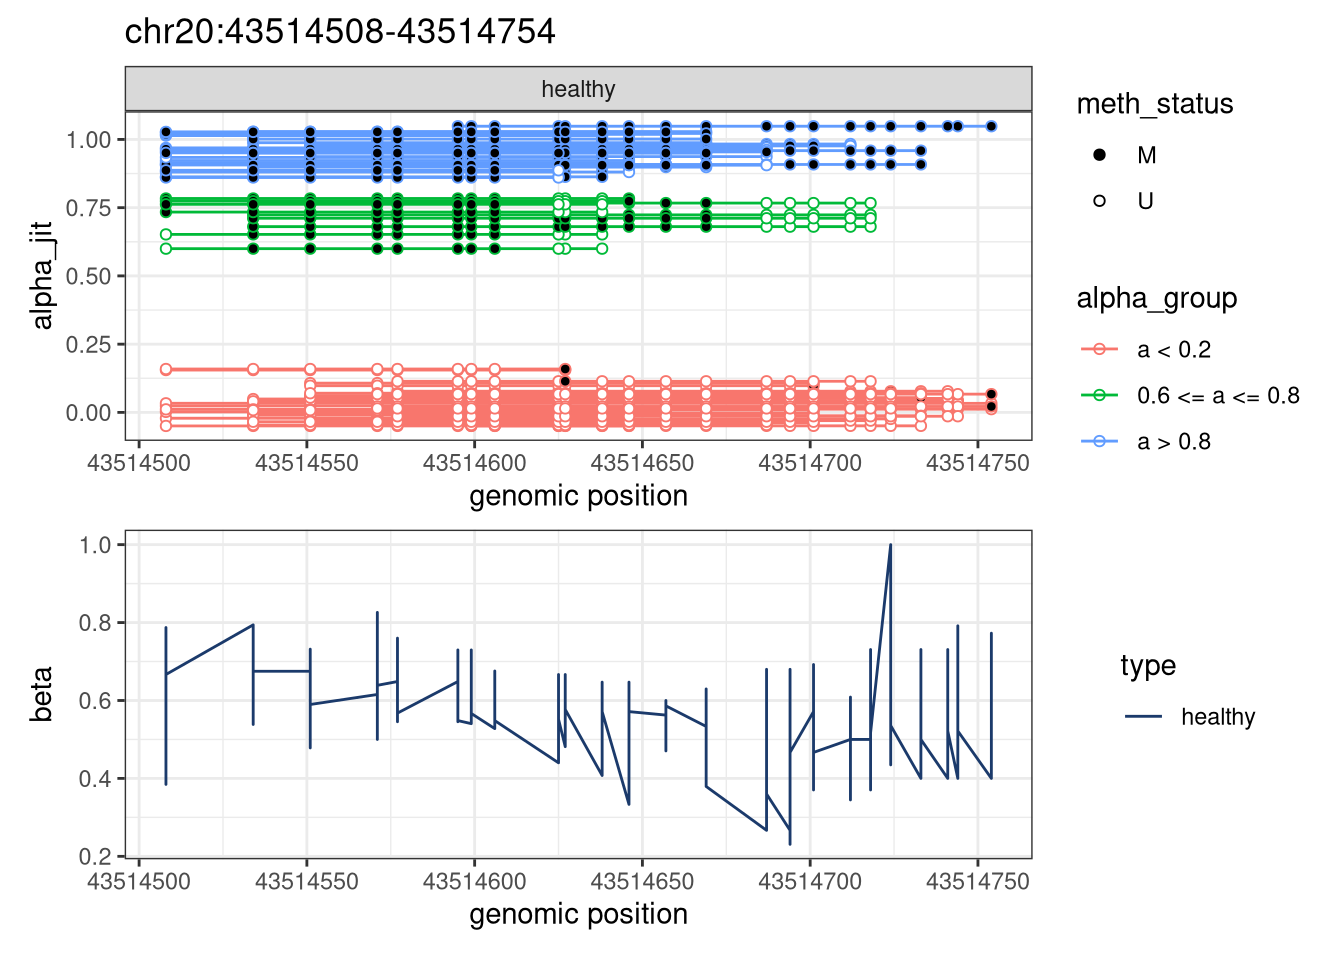 chr20:43514508-43514754
healthy
alpha_jit
1.00
0.75
0.50
0.25
0.00
43514500 43514550 43514600 43514650 43514700 43514750
genomic position
meth_status
M
U
alpha_group
a < 0.2
0.6 <= a <= 0.8
a > 0.8
beta
1.0
0.8
0.6
0.4
0.2
43514500 43514550 43514600 43514650 43514700 43514750
genomic position
type
healthy